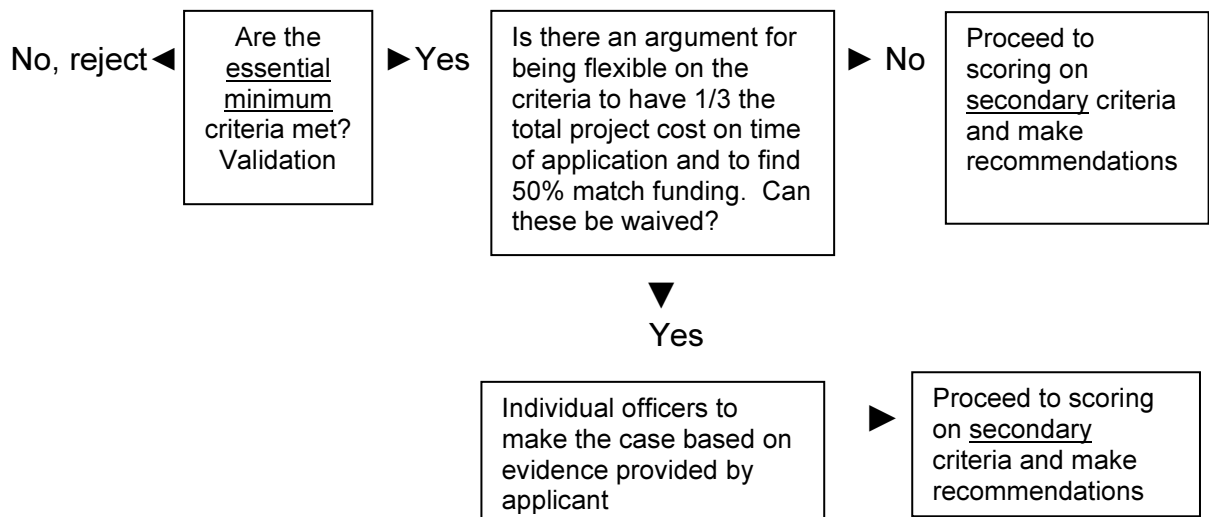 No, reject ◄
Are the
essential
minimum
criteria met?
Validation
►Yes
Is there an argument for
being flexible on the
criteria to have 1/3 the
total project cost on time
of application and to find
50% match funding.  Can
these be waived?
► No
Proceed to
scoring on
secondary criteria
and make
recommendations
▼
Yes
Individual officers to
make the case based on
evidence provided by
applicant
►
Proceed to scoring
on secondary
criteria and make
recommendations